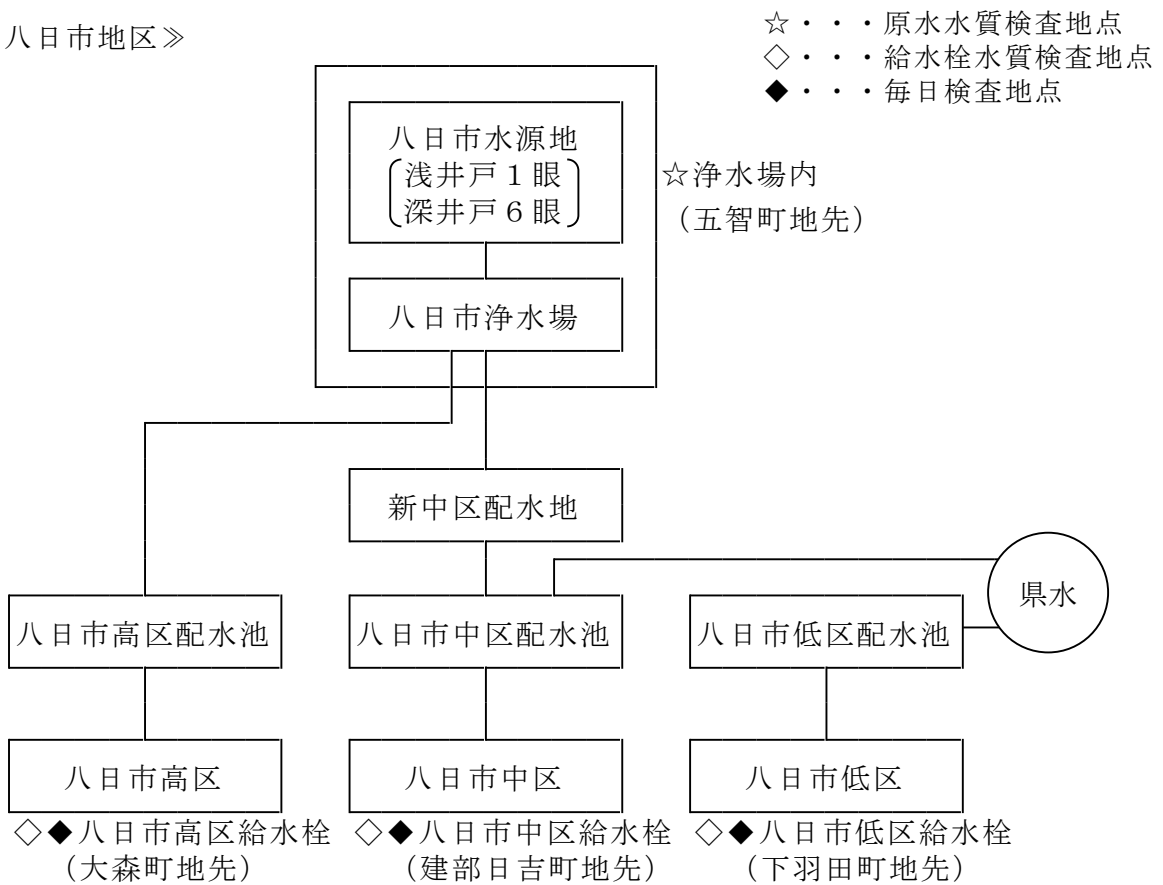 八日市地区≫
☆・・・原水水質検査地点
◇・・・給水栓水質検査地点
◆・・・毎日検査地点
八日市水源地
浅井戸１眼
深井戸６眼
☆浄水場内
（五智町地先）
八日市浄水場
新中区配水地
県水
八日市高区配水池
八日市中区配水池
八日市低区配水池
八日市高区
八日市中区
八日市低区
◇◆八日市高区給水栓
（大森町地先）
◇◆八日市中区給水栓
（建部日吉町地先）
◇◆八日市低区給水栓
（下羽田町地先）